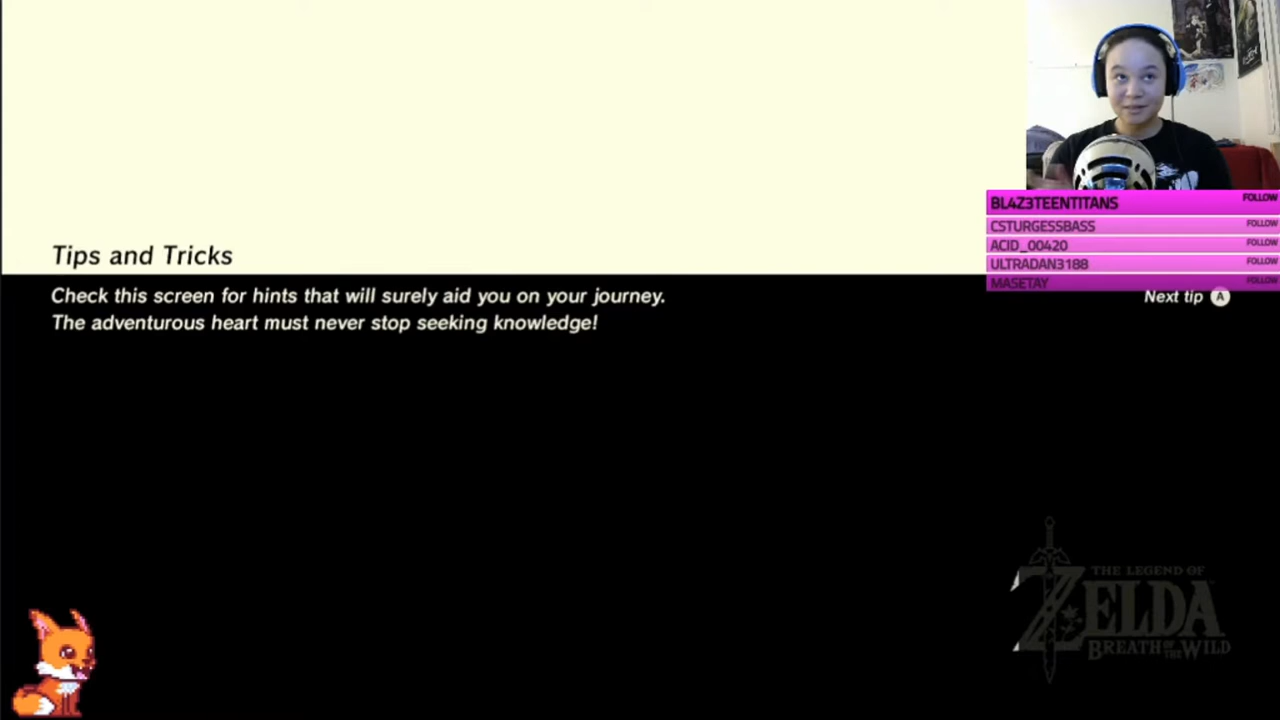 BL4Z3TEENTITANS FOLLOW
CSTURGESSBASS FOLLOW
ACID_00420 FOLLOW
ULTRADAN3188 FOLLOW
MASETAY FOLLOW
Tips and Tricks
Check this screen for hints that will surely aid you on your journey.
The adventurous heart must never stop seeking knowledge!
Next tip A
THE LEGEND OF
ZELDA
BREATH OF THE WILD